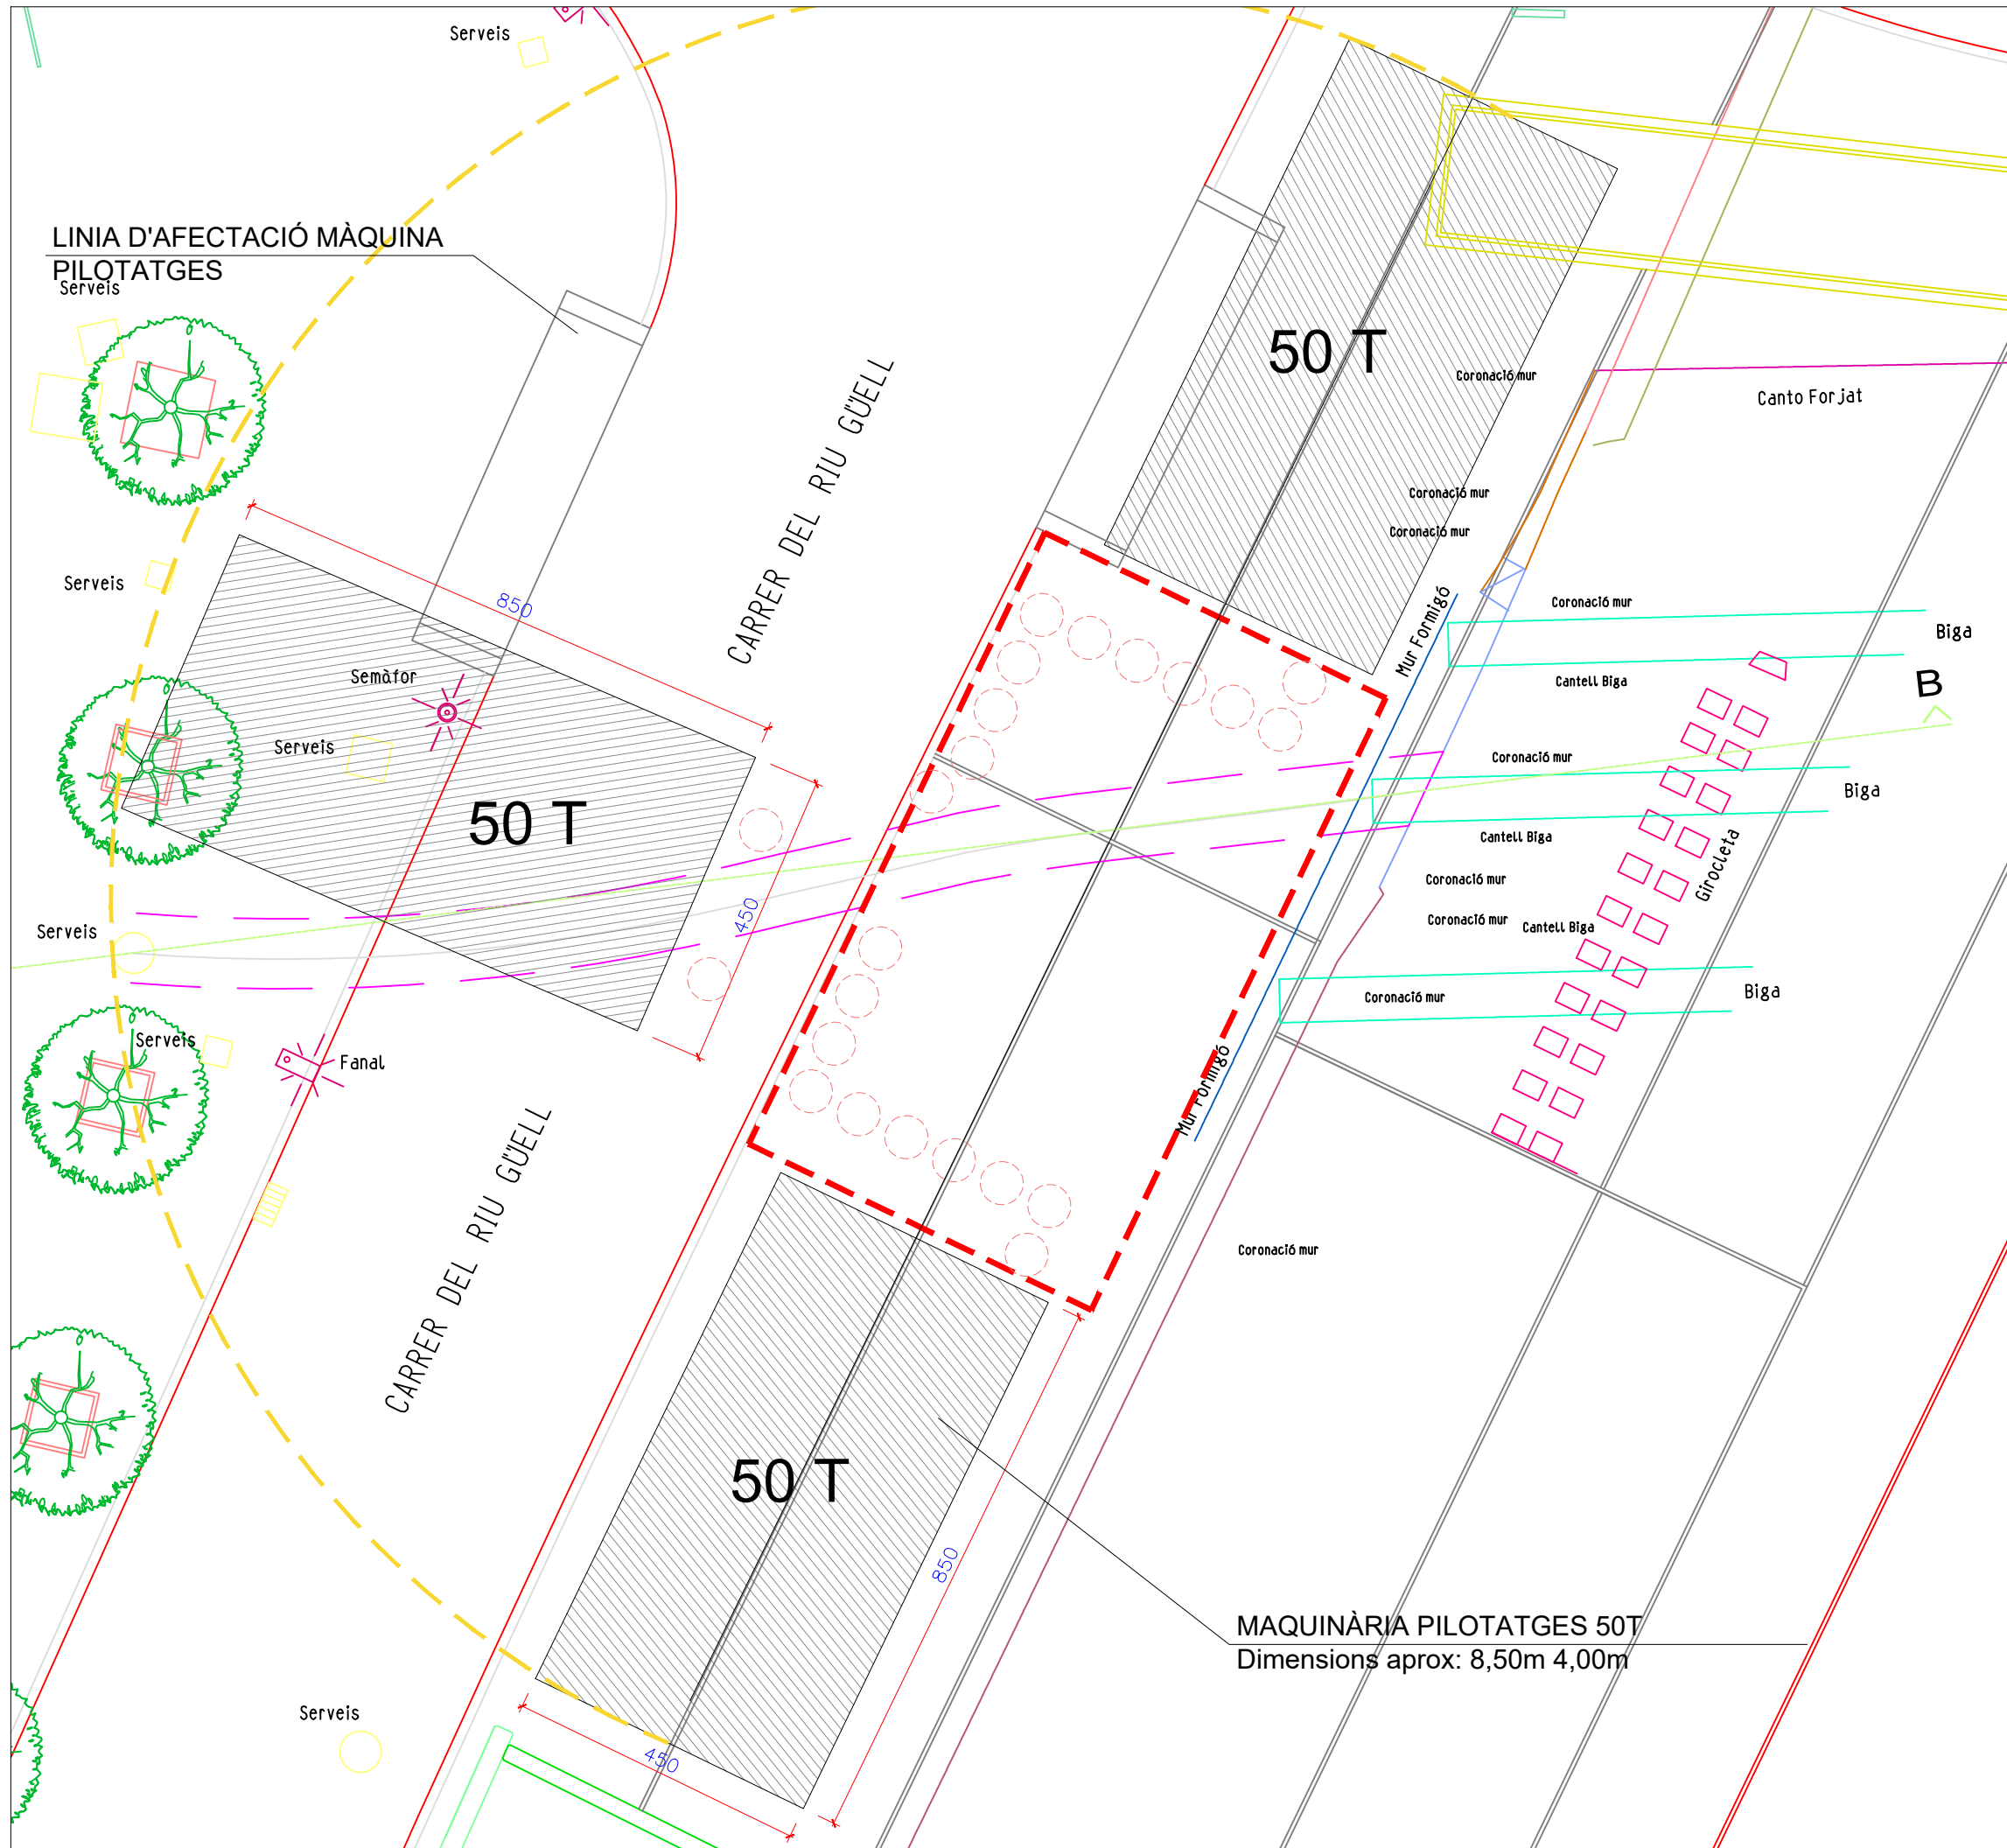 Serveis
LINIA D'AFECTACIÓ MÀQUINA
PILOTATGES
Serveis
50 T
Coronació mur
Canto Forjat
CARRER DEL RIU GÜELL
Coronació mur
Coronació mur
Serveis
850
Mur Formigó
Coronació mur
Biga
Semàfor
Cantell Biga
B
Serveis
Coronació mur
Biga
50 T
Cantell Biga
Girocleta
Coronació mur
450
Coronació mur
Cantell Biga
Serveis
Coronació mur
Biga
Serveis
Fanal
Mur Formigó
CARRER DEL RIU GÜELL
Coronació mur
50 T
850
MAQUINÀRIA PILOTATGES 50T
Dimensions aprox: 8,50m 4,00m
Serveis
450